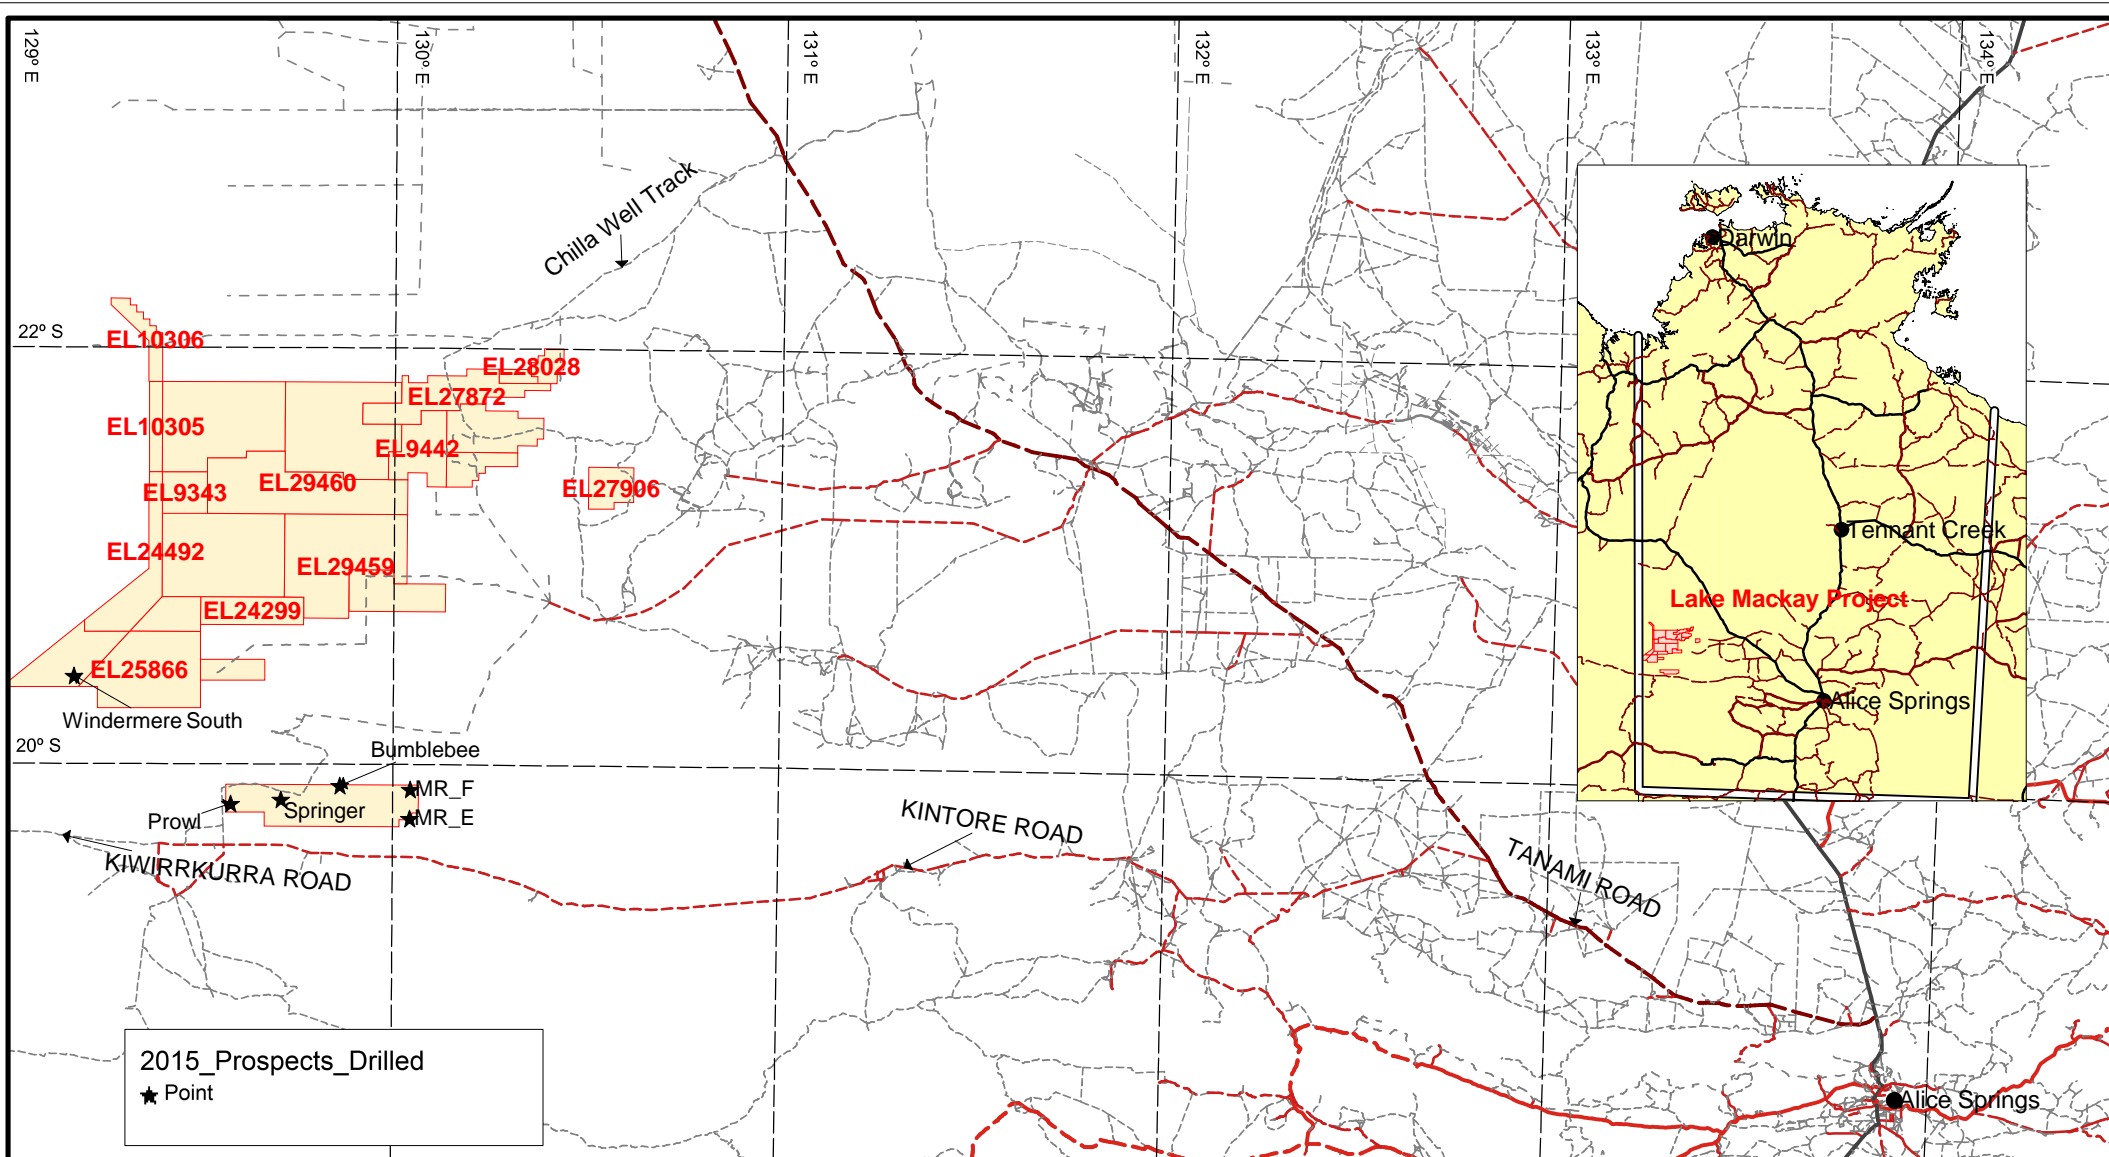 129° E
130° E
131° E
132° E
133° E
134° E
Chilla Well Track
Darwin
22° S
EL10306
EL28028
EL27872
EL10305
EL9442
EL29460
EL9343
EL27906
Tennant Creek
EL24492
EL29459
Lake Mackay Project
EL24299
EL25866
Alice Springs
Windermere South
20° S
Bumblebee
MR_F
Springer
Prowl
MR_E
KINTORE ROAD
KIWIRRKURRA ROAD
TANAMI ROAD
2015_Prospects_Drilled
Point
Alice Springs